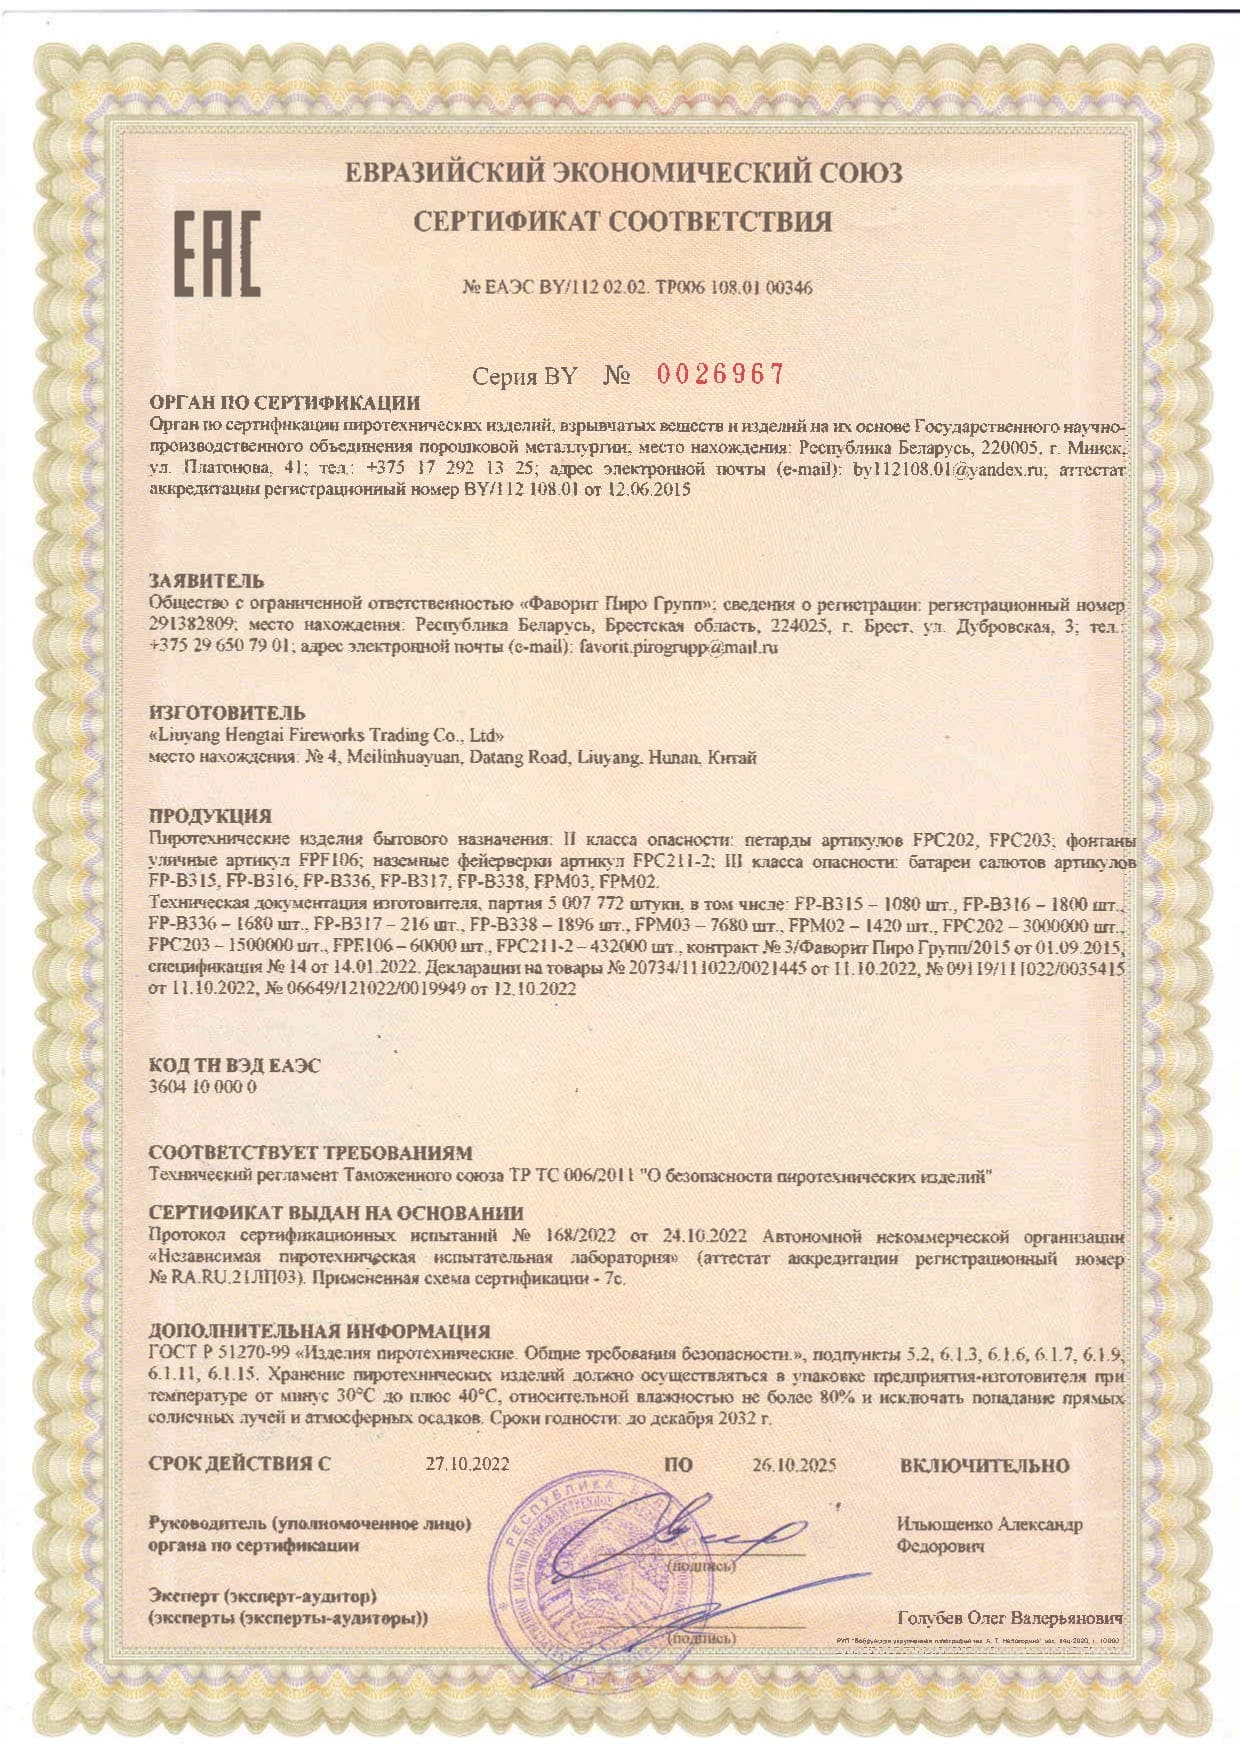 ЕВРАЗИЙСКИЙ ЭКОНОМИЧЕСКИЙ СОЮЗ
EAC
СЕРТИФИКАТ СООТВЕТСТВИЯ
№ ЕАЭС BY/112 02.02. ТР006 108.01 00346
Серия BY № 0026967
ОРГАН ПО СЕРТИФИКАЦИИ
Орган по сертификации пиротехнических изделий, взрывчатых веществ и изделий на их основе Государственного научно-
производственного объединения порошковой металлургии; место нахождения: Республика Беларусь, 220005, г. Минск,
ул. Платонова, 41; тел.: +375 17 292 13 25; адрес электронной почты (e-mail): by112108.01@yandex.ru; аттестат
аккредитации регистрационный номер BY/112 108.01 от 12.06.2015
ЗАЯВИТЕЛЬ
Общество с ограниченной ответственностью «Фаворит Пиро Групп»; сведения о регистрации: регистрационный номер
291382809; место нахождения: Республика Беларусь, Брестская область, 224025, г. Брест, ул. Дубровская, 3; тел.:
+375 29 650 79 01; адрес электронной почты (e-mail): favorit.pirogrupp@mail.ru
ИЗГОТОВИТЕЛЬ
«Liuyang Hengtai Fireworks Trading Co., Ltd»
место нахождения: № 4, Meilinhuayuan, Datang Road, Liuyang, Hunan, Китай
ПРОДУКЦИЯ
Пиротехнические изделия бытового назначения: II класса опасности: петарды артикулов FPC202, FPC203; фонтаны
уличные артикул FPF106; наземные фейерверки артикул FPC211-2; III класса опасности: батареи салютов артикулов
FP-B315, FP-B316, FP-B336, FP-B317, FP-B338, FPM03, FPM02.
Техническая документация изготовителя, партия 5 007 772 штуки, в том числе: FP-B315 – 1080 шт., FP-B316 – 1800 шт.,
FP-B336 – 1680 шт., FP-B317 – 216 шт., FP-B338 – 1896 шт., FPM03 – 7680 шт., FPM02 – 1420 шт., FPC202 – 3000000 шт.,
FPC203 – 1500000 шт., FPF106 – 60000 шт., FPC211-2 – 432000 шт., контракт № 3/Фаворит Пиро Групп/2015 от 01.09.2015,
спецификация № 14 от 14.01.2022. Декларации на товары № 20734/111022/0021445 от 11.10.2022, № 09119/111022/0035415
от 11.10.2022, № 06649/121022/0019949 от 12.10.2022
КОД ТН ВЭД ЕАЭС
3604 10 000 0
СООТВЕТСТВУЕТ ТРЕБОВАНИЯМ
Технический регламент Таможенного союза ТР ТС 006/2011 "О безопасности пиротехнических изделий"
СЕРТИФИКАТ ВЫДАН НА ОСНОВАНИИ
Протокол сертификационных испытаний № 168/2022 от 24.10.2022 Автономной некоммерческой организации
«Независимая пиротехническая испытательная лаборатория» (аттестат аккредитации регистрационный номер
№ RA.RU.21ЛП03). Примененная схема сертификации - 7с.
ДОПОЛНИТЕЛЬНАЯ ИНФОРМАЦИЯ
ГОСТ Р 51270-99 «Изделия пиротехнические. Общие требования безопасности.», подпункты 5.2, 6.1.3, 6.1.6, 6.1.7, 6.1.9,
6.1.11, 6.1.15. Хранение пиротехнических изделий должно осуществляться в упаковке предприятия-изготовителя при
температуре от минус 30°С до плюс 40°С, относительной влажностью не более 80% и исключать попадание прямых
солнечных лучей и атмосферных осадков. Сроки годности: до декабря 2032 г.
СРОК ДЕЙСТВИЯ С 27.10.2022 ПО 26.10.2025 ВКЛЮЧИТЕЛЬНО
Руководитель (уполномоченное лицо)
органа по сертификации
(подпись)
Ильюшенко Александр
Федорович
Эксперт (эксперт-аудитор)
(эксперты (эксперты-аудиторы))
(подпись)
Голубев Олег Валерьянович
РЕСПУБЛИКА